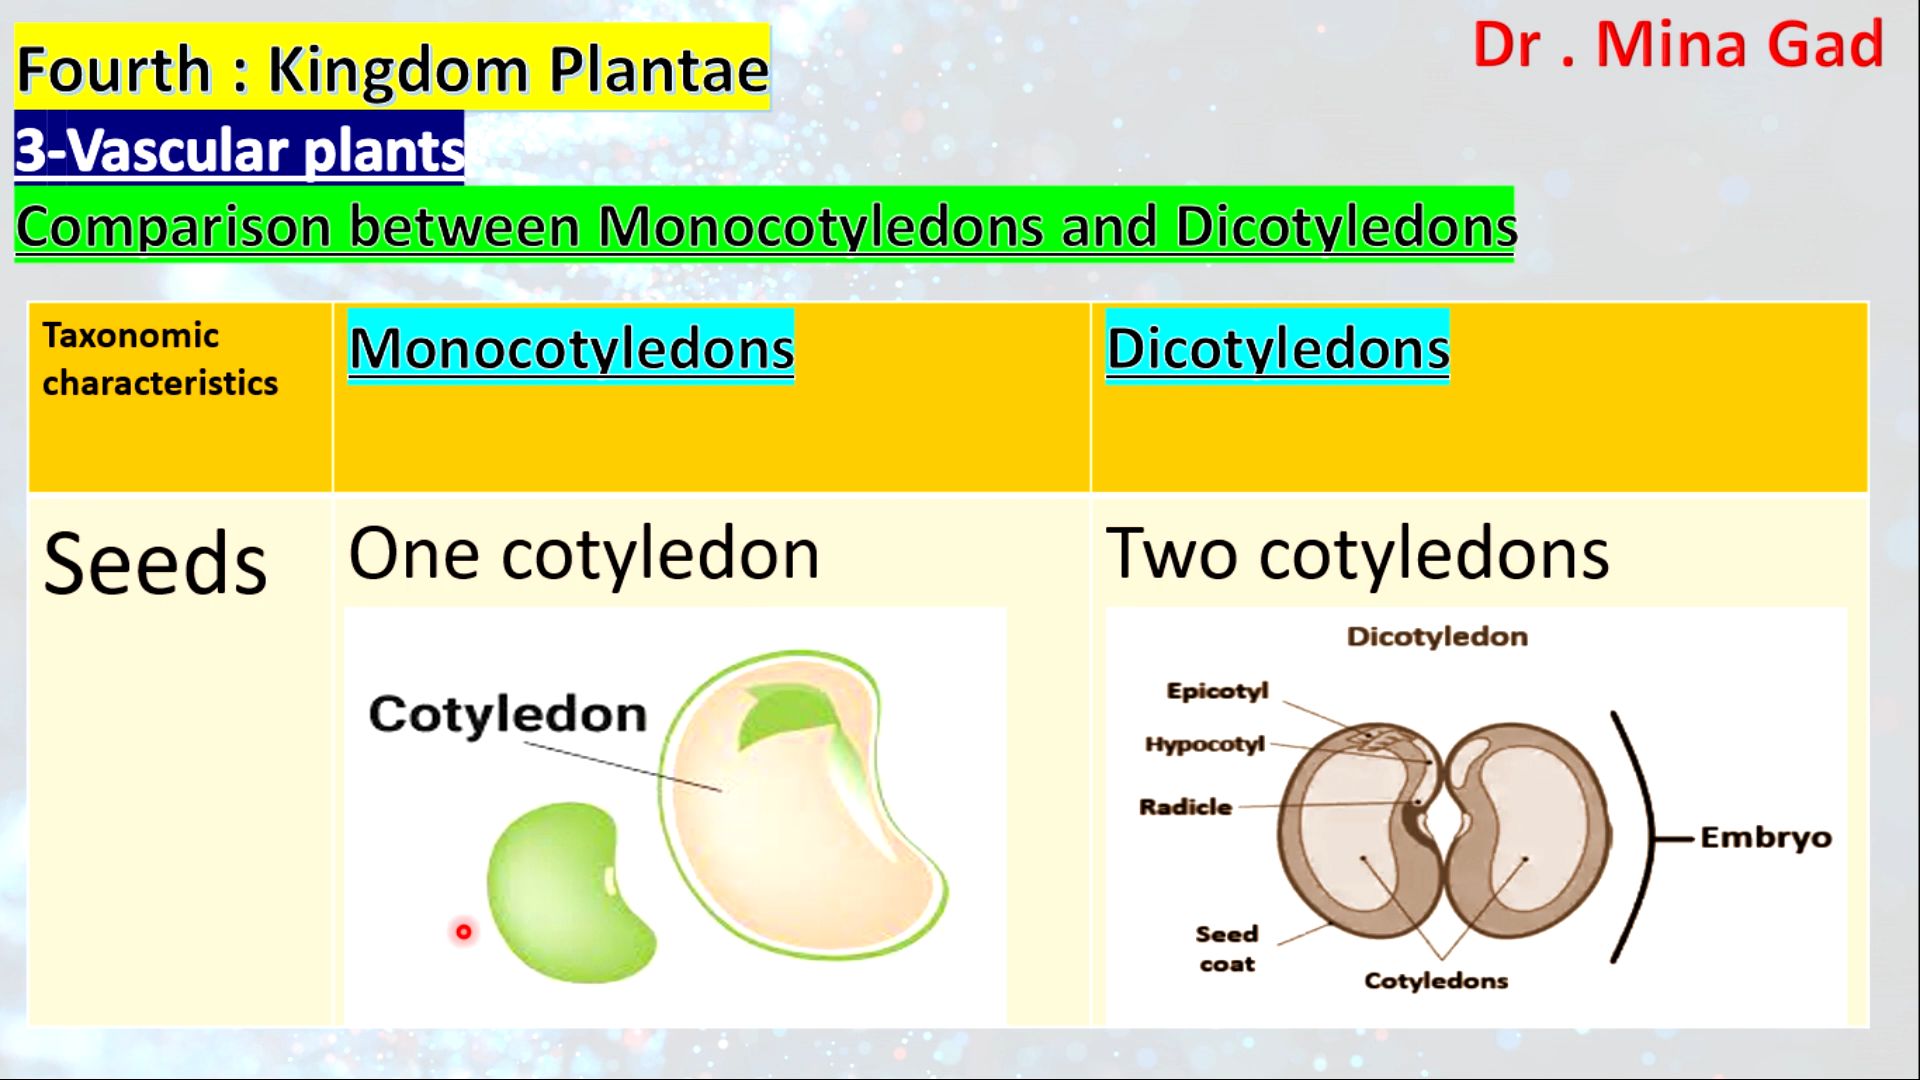 Fourth : Kingdom Plantae
Dr . Mina Gad
3-Vascular plants
Comparison between Monocotyledons and Dicotyledons
Taxonomic
characteristics
Monocotyledons
Dicotyledons
Seeds
One cotyledon
Two cotyledons
Cotyledon
Dicotyledon
Epicotyl
Hypocotyl
Radicle
Embryo
Seed
coat
Cotyledons